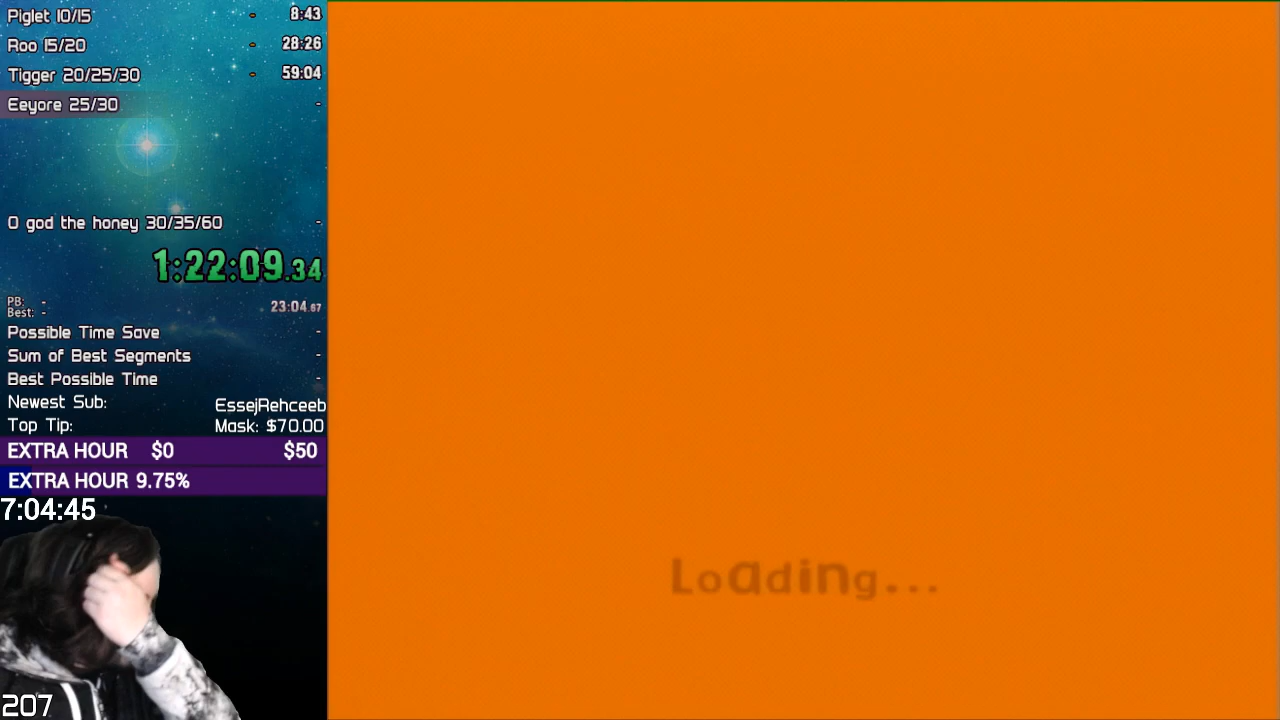 Piglet 10/15 - 8:43
Roo 15/20 - 28:26
Tigger 20/25/30 - 59:04
Eeyore 25/30 -
O god the honey 30/35/60 -
1:22:09.34
PB: - 23:04.67
Best: -
Possible Time Save -
Sum of Best Segments -
Best Possible Time -
Newest Sub: EssejRehceeb
Top Tip: Mask: $70.00
EXTRA HOUR $0 $50
EXTRA HOUR 9.75%
7:04:45
Loading...
207